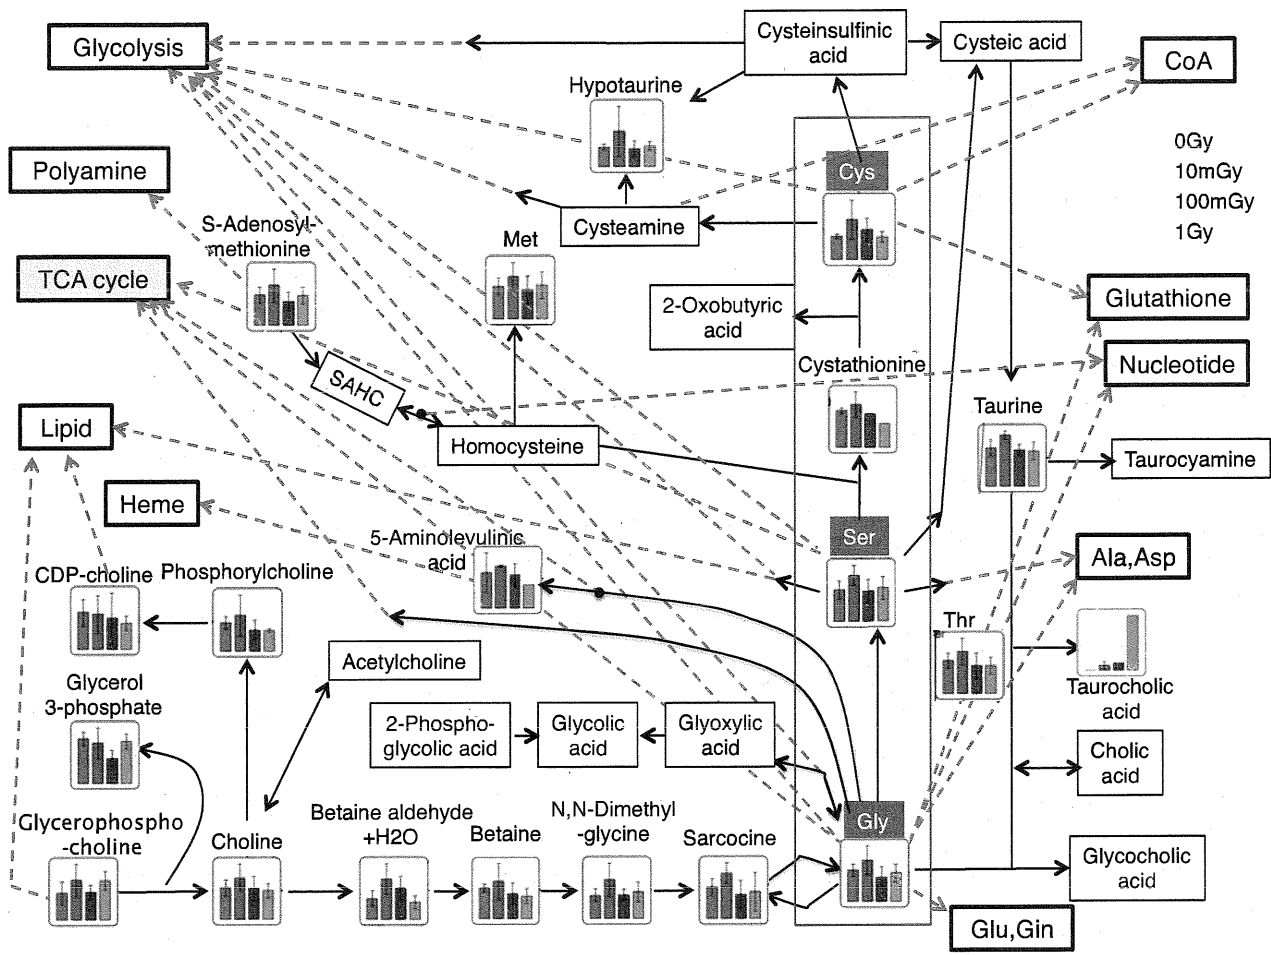 Glycolysis
Cysteinsulfinic
acid
Cysteic acid
CoA
Hypotaurine
0Gy
10mGy
100mGy
1Gy
Polyamine
Cys
S-Adenosyl-
methionine
Cysteamine
Met
TCA cycle
2-Oxobutyric
acid
Glutathione
Nucleotide
Cystathionine
SAHC
Taurine
Lipid
Homocysteine
Taurocyamine
Heme
Ser
5-Aminolevulinic
acid
Ala,Asp
CDP-choline
Phosphorylcholine
Thr
Acetylcholine
Glycerol
3-phosphate
Taurocholic
acid
2-Phospho-
glycolic acid
Glycolic
acid
Glyoxylic
acid
Cholic
acid
Glycerophospho
-choline
Choline
Betaine aldehyde
+H2O
Betaine
N,N-Dimethyl
-glycine
Sarcocine
Gly
Glycocholic
acid
Glu,Gin